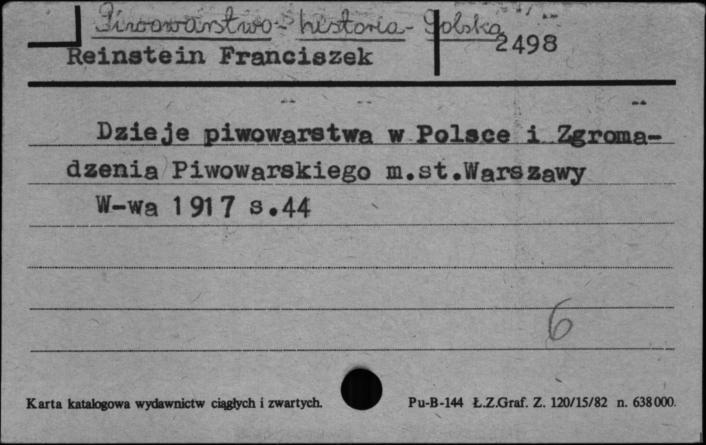 Piwowarstwo - historia - Polska
2498
Reinstein Franciszek
Dzieje piwowarstwa w Polsce i Zgroma-
dzenia Piwowarskiego m.st.Warszawy
W-wa 1917 s.44
6
Karta katalogowa wydawnictw ciągłych i zwartych.
Pu-B-144 Ł.Z.Graf. Z. 120/15/82 n. 638000.